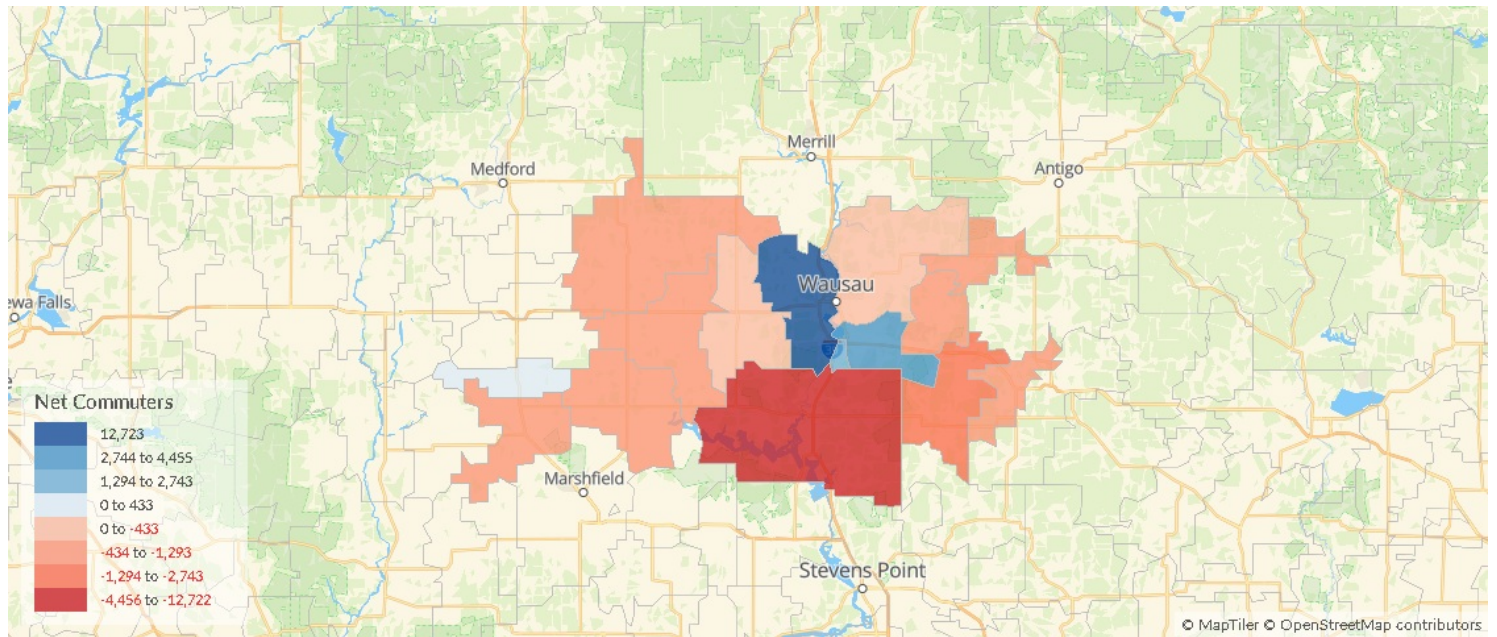 Merrill
Medford
Antigo
Wausau
ewa Falls
Net Commuters
12,723
2,744 to 4,455
1,294 to 2,743
0 to 433
0 to -433
-434 to -1,293
-1,294 to -2,743
-4,456 to -12,722
Marshfield
Stevens Point
© MapTiler © OpenStreetMap contributors